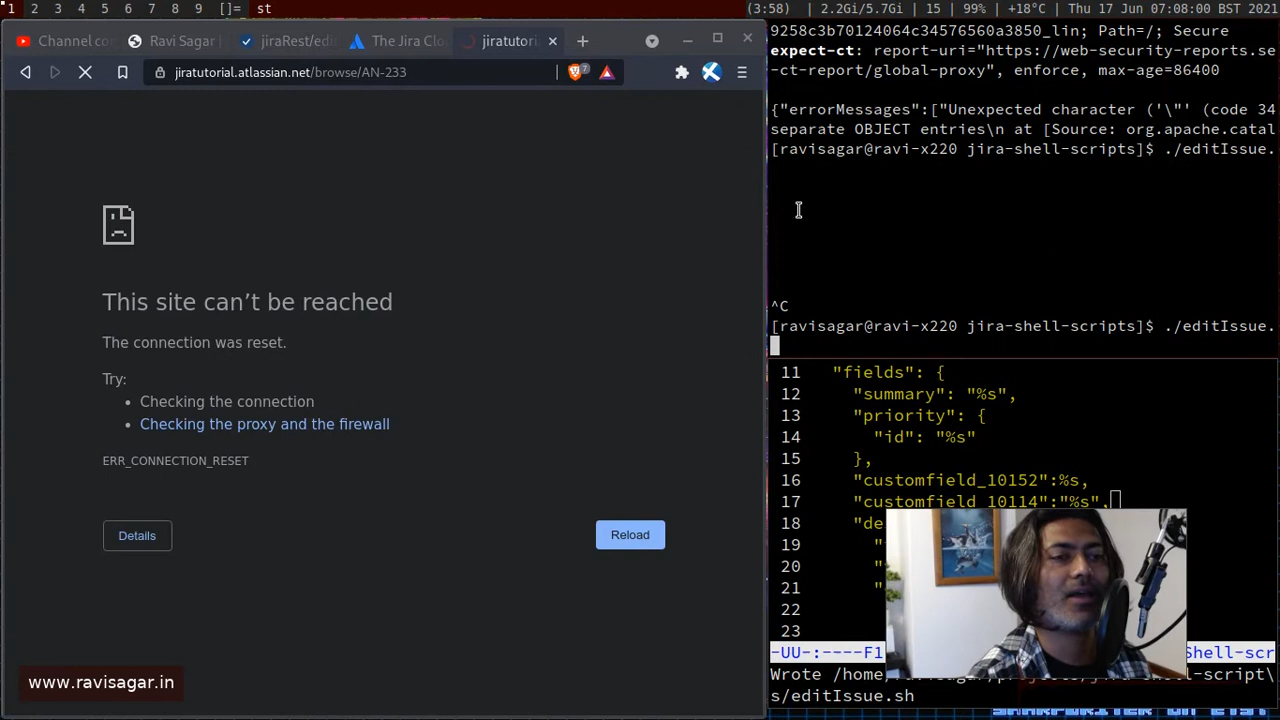 1 2 3 4 5 6 7 8 9 []= st
(3:58) | 2.2Gi/5.7Gi | 15 | 99% | +18°C | Thu 17 Jun 07:08:00 BST 2021
Channel co
Ravi Sagar |
jiraRest/edi
The Jira Clo
jiratutori
jiratutorial.atlassian.net/browse/AN-233
7
This site can’t be reached
The connection was reset.
Try:
• Checking the connection
• Checking the proxy and the firewall
ERR_CONNECTION_RESET
Details
Reload
www.ravisagar.in
9258c3b70124064c34576560a3850_lin; Path=/; Secure
expect-ct: report-uri="https://web-security-reports.se
-ct-report/global-proxy", enforce, max-age=86400
{"errorMessages":["Unexpected character ('\"' (code 34
separate OBJECT entries\n at [Source: org.apache.catal
[ravisagar@ravi-x220 jira-shell-scripts]$ ./editIssue.
^C
[ravisagar@ravi-x220 jira-shell-scripts]$ ./editIssue.
11 "fields": {
12 "summary": "%s",
13 "priority": {
14 "id": "%s"
15 },
16 "customfield_10152":%s,
17 "customfield_10114":"%s",
18 "de
19 "
20 "
21 "
22
23
-UU-:----F1
Shell-scr
Wrote
s/editIssue.sh